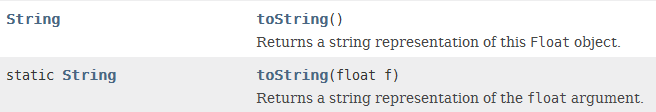 String toString()
Returns a string representation of this Float object.
static String toString(float f)
Returns a string representation of the float argument.